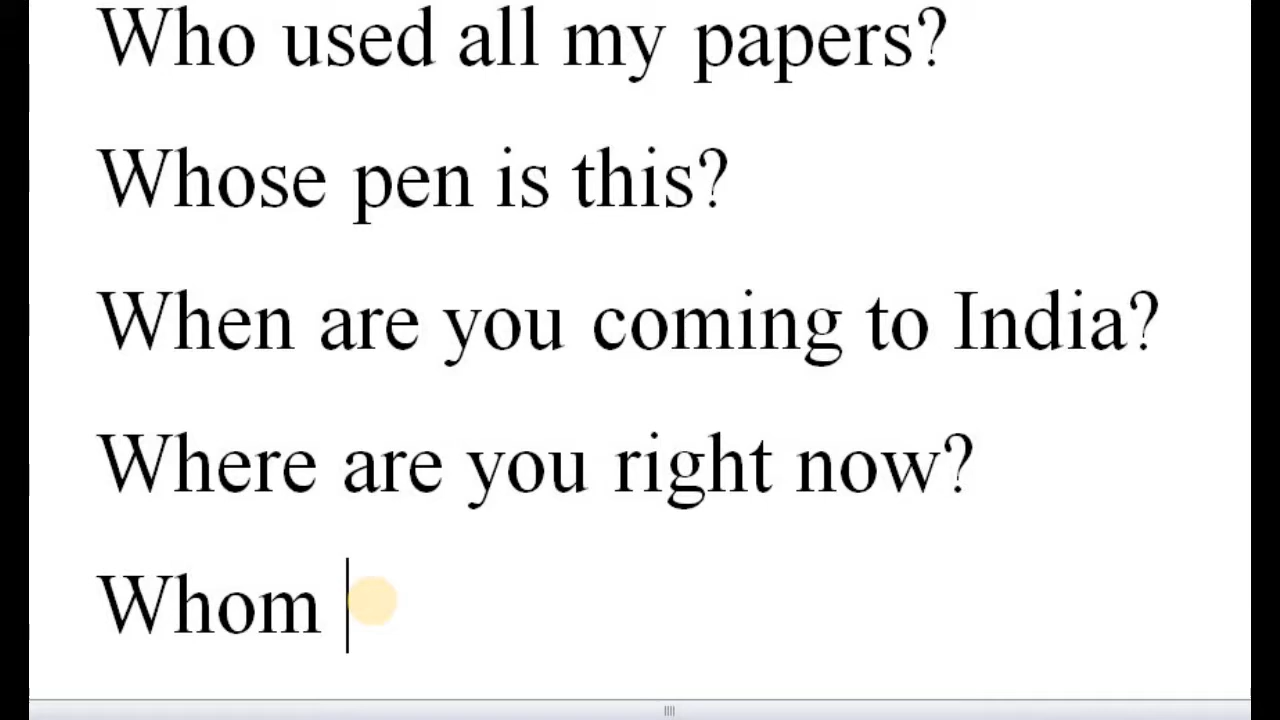 Who used all my papers?
Whose pen is this?
When are you coming to India?
Where are you right now?
Whom